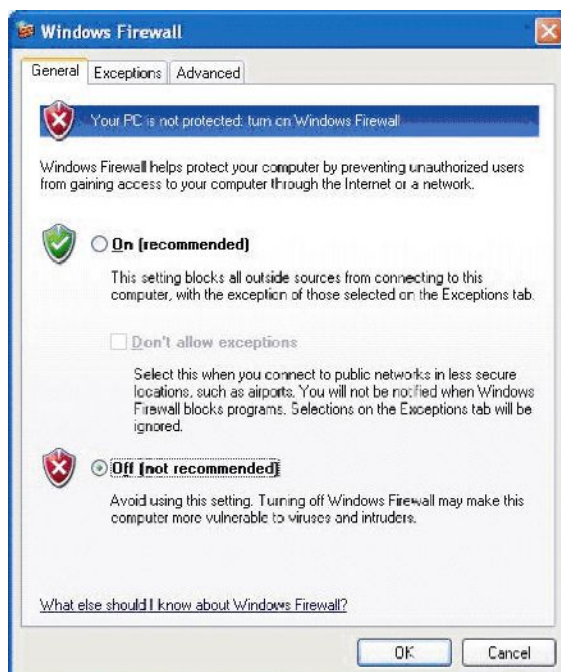 Windows Firewall
General Exceptions Advanced
Your PC is not protected: turn on Windows Firewall
Windows Firewall helps protect your computer by preventing unauthorized users
from gaining access to your computer through the Internet or a network.
On (recommended)
This setting blocks all outside sources from connecting to this
computer, with the exception of those selected on the Exceptions tab.
Don't allow exceptions
Select this when you connect to public networks in less secure
locations, such as airports. You will not be notified when Windows
Firewall blocks programs. Selections on the Exceptions tab will be
ignored.
Off (not recommended)
Avoid using this setting. Turning off Windows Firewall may make this
computer more vulnerable to viruses and intruders.
What else should I know about Windows Firewall?
OK Cancel